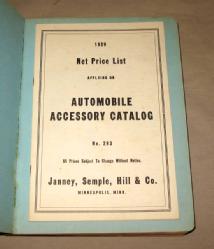 1939
Net Price List
APPLYING ON
AUTOMOBILE
ACCESSORY CATALOG
No. 293
All Prices Subject To Change Without Notice.
Janney, Semple, Hill & Co.
MINNEAPOLIS, MINN.